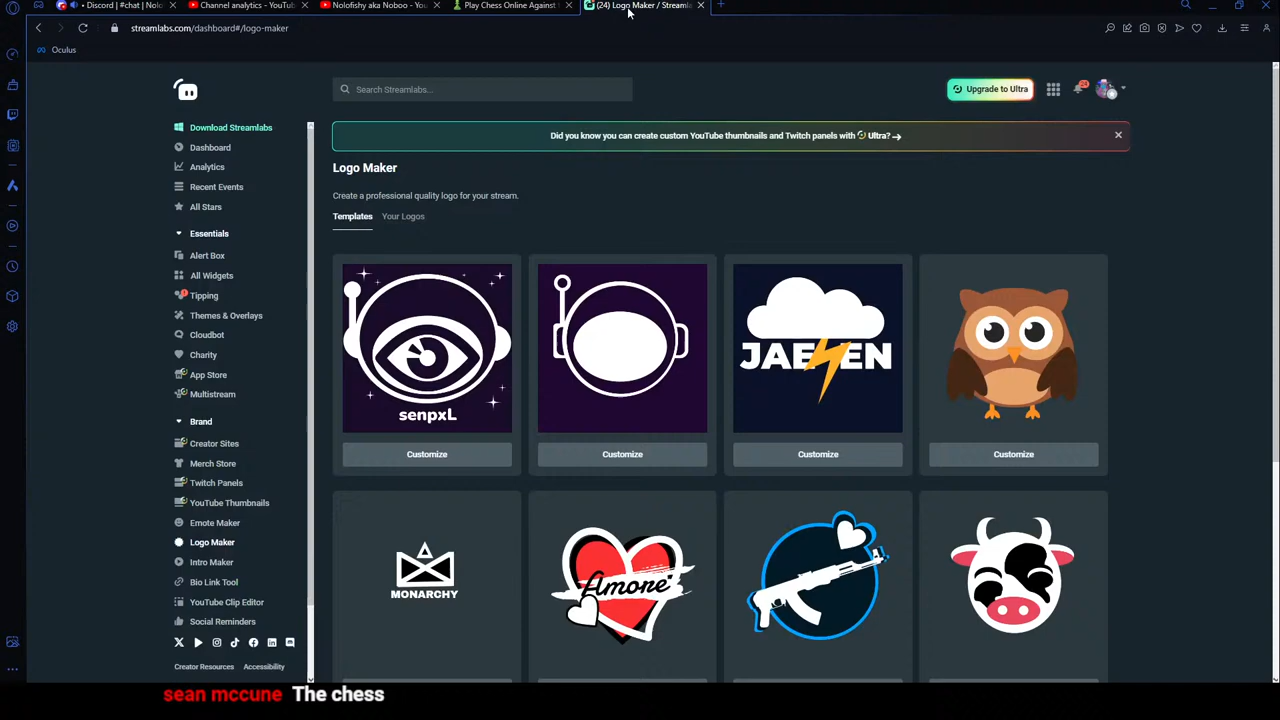 Discord | #chat | Nolo
Channel analytics - YouTu
Nolofishy aka Noboo - You
Play Chess Online Against
(24) Logo Maker / Streamla
streamlabs.com/dashboard#/logo-maker
Oculus
Search Streamlabs...
Upgrade to Ultra
Download Streamlabs
Did you know you can create custom YouTube thumbnails and Twitch panels with Ultra?
Dashboard
Analytics
Recent Events
All Stars
Essentials
Alert Box
All Widgets
Tipping
Themes & Overlays
Cloudbot
Charity
App Store
Multistream
Brand
Creator Sites
Merch Store
Twitch Panels
YouTube Thumbnails
Emote Maker
Logo Maker
Intro Maker
Bio Link Tool
YouTube Clip Editor
Social Reminders
Creator Resources Accessibility
Logo Maker
Create a professional quality logo for your stream.
Templates Your Logos
senpxL
JAE EN
Customize Customize Customize Customize
MONARCHY
Amore
sean mccune The chess